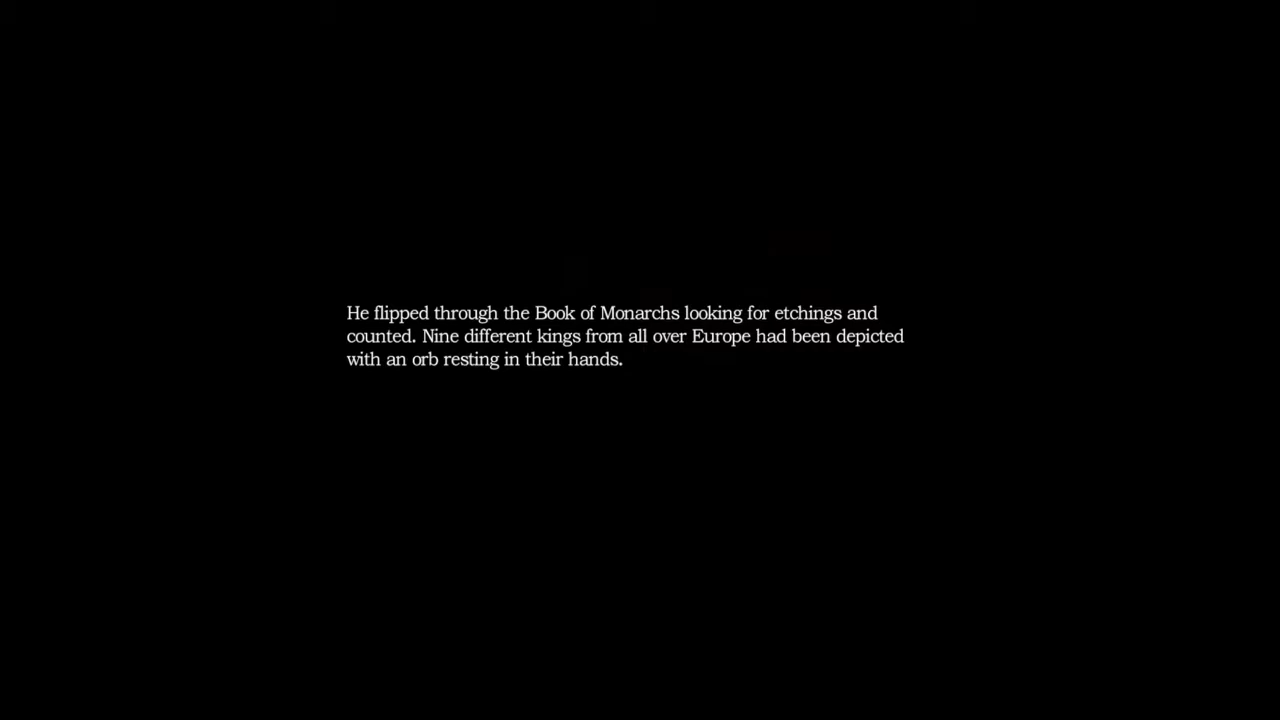 He flipped through the Book of Monarchs looking for etchings and
counted. Nine different kings from all over Europe had been depicted
with an orb resting in their hands.